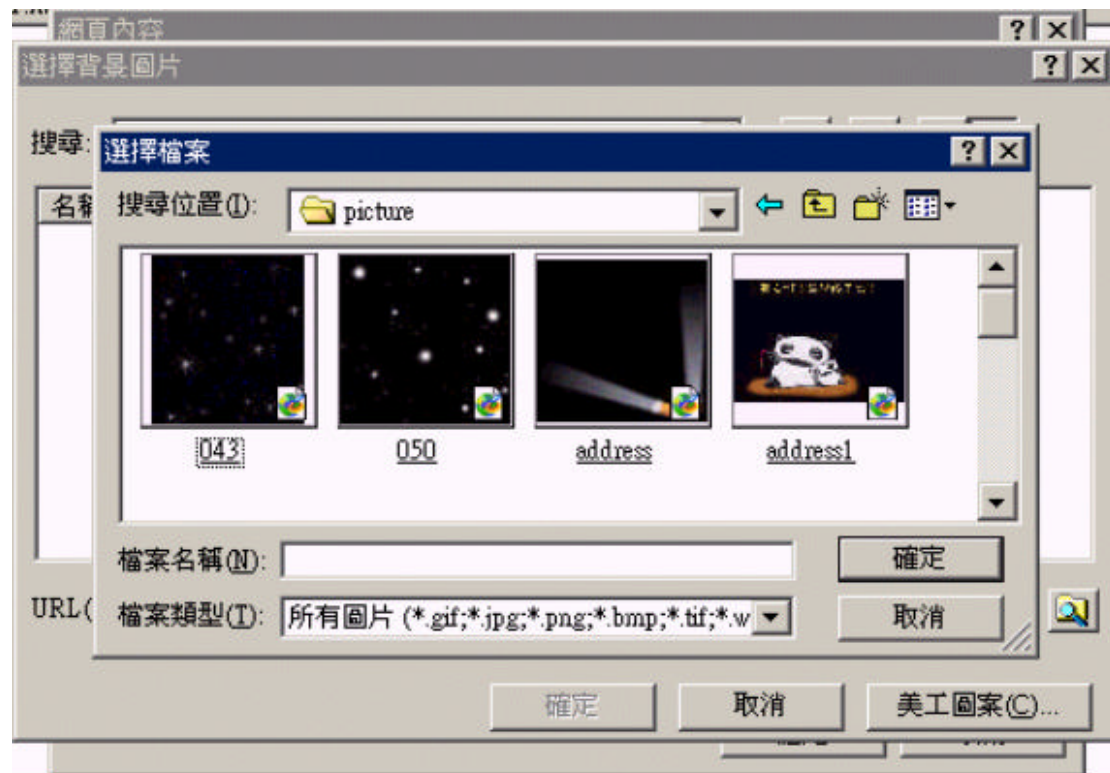 網頁內容
選擇背景圖片
搜尋:
選擇檔案
搜尋位置(I):
picture
名稱
043
050
address
address1
檔案名稱(N):
確定
URL(
檔案類型(T):
所有圖片 (*.gif;*.jpg;*.png;*.bmp;*.tif;*.w
取消
確定
取消
美工圖案(C)...